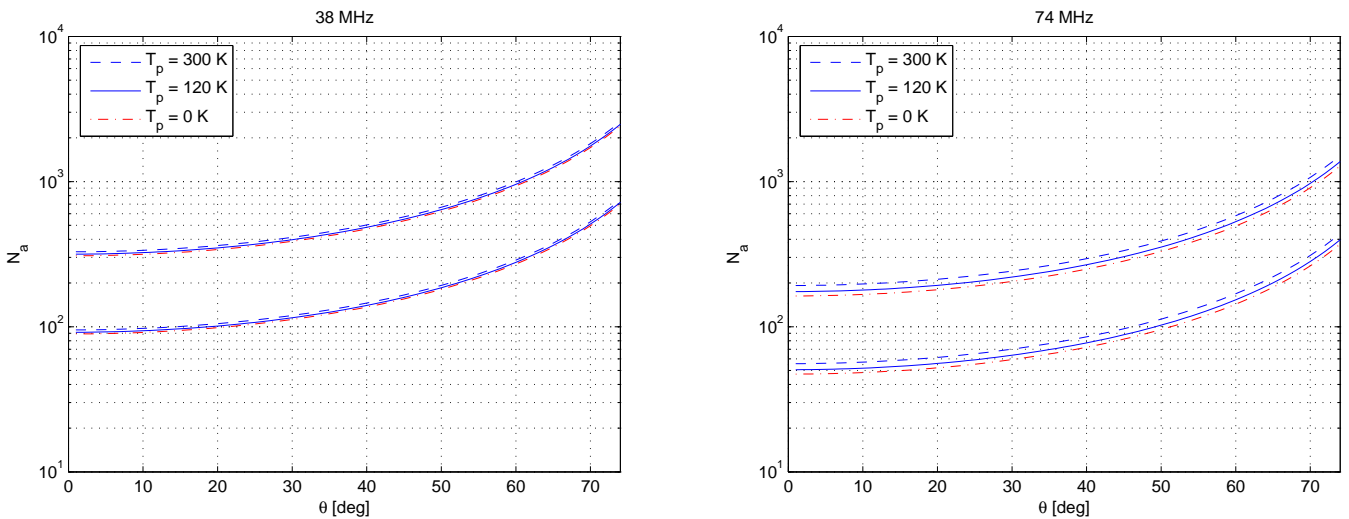 38 MHz
10^4
10^3
10^2
10^1
N_a
T_p = 300 K
T_p = 120 K
T_p = 0 K
0 10 20 30 40 50 60 70
θ [deg]
74 MHz
10^4
10^3
10^2
10^1
N_a
T_p = 300 K
T_p = 120 K
T_p = 0 K
0 10 20 30 40 50 60 70
θ [deg]